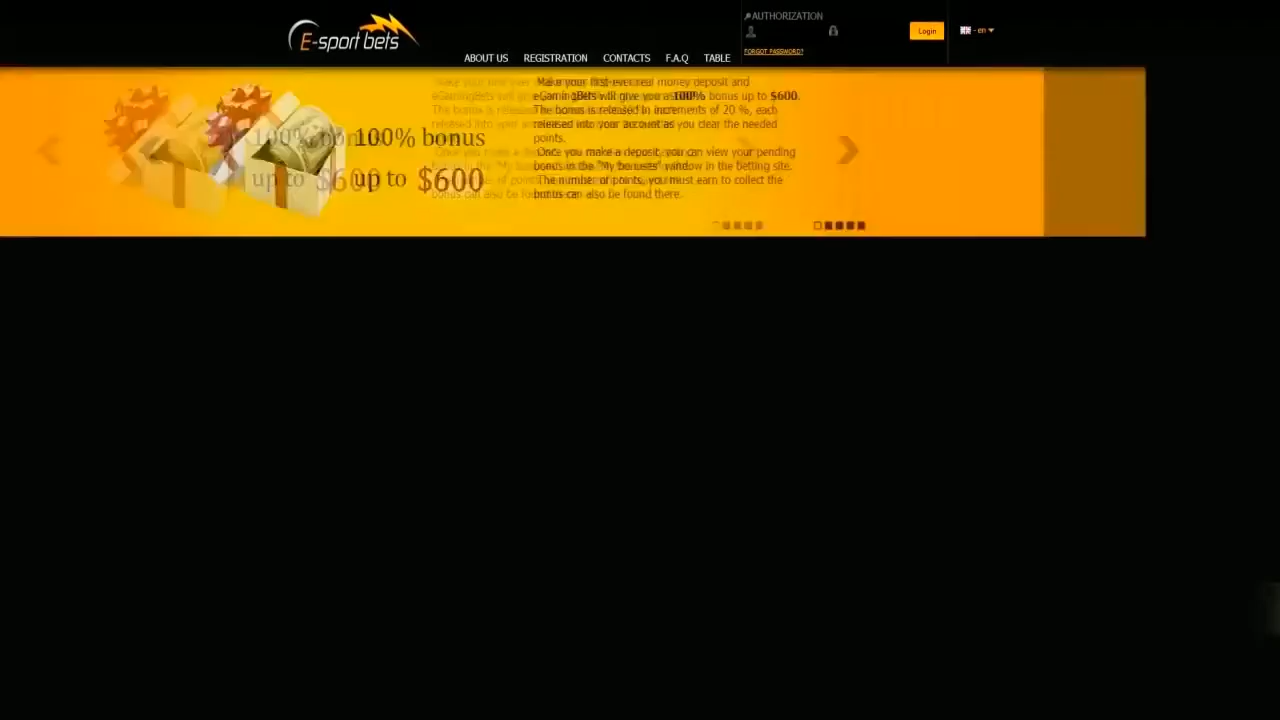 E-sport bets
AUTHORIZATION
Login
- en
FORGOT PASSWORD?
ABOUT US REGISTRATION CONTACTS F.A.Q TABLE
100% bonus
up to $600
Make your first-ever real money deposit and
eGamingBets will give you a 100% bonus up to $600.
The bonus is released in increments of 20 %, each
released into your account as you clear the needed
points.
Once you make a deposit, you can view your pending
bonus in the "My bonuses" window in the betting site.
The number of points, you must earn to collect the
bonus can also be found there.